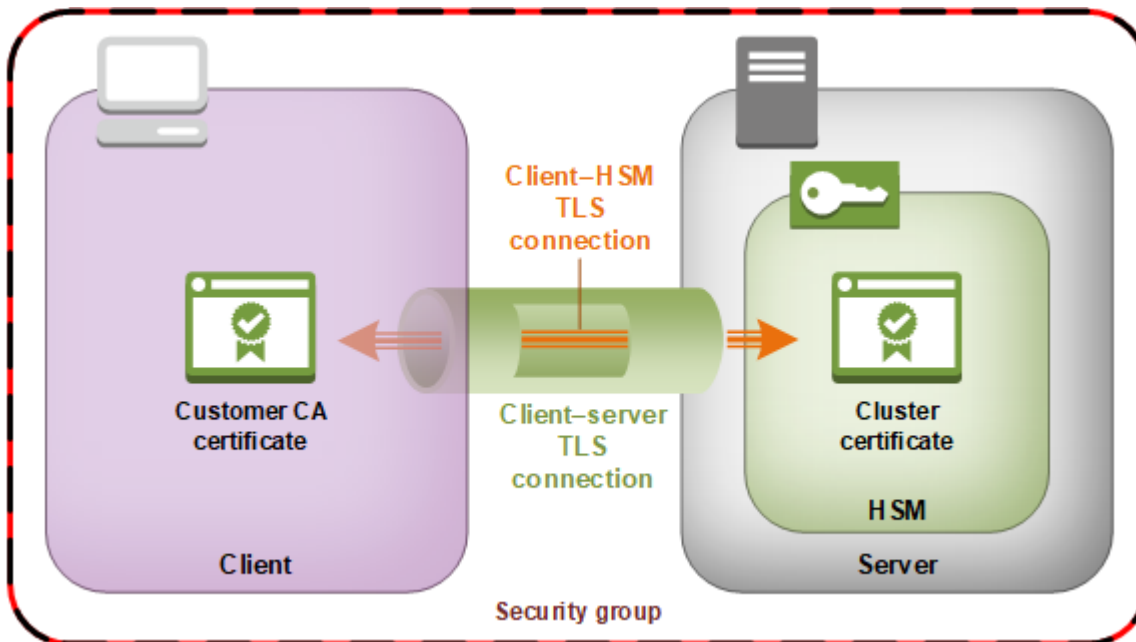 Client–HSM
TLS
connection
Customer CA
certificate
Client–server
TLS
connection
Cluster
certificate
HSM
Client
Server
Security group